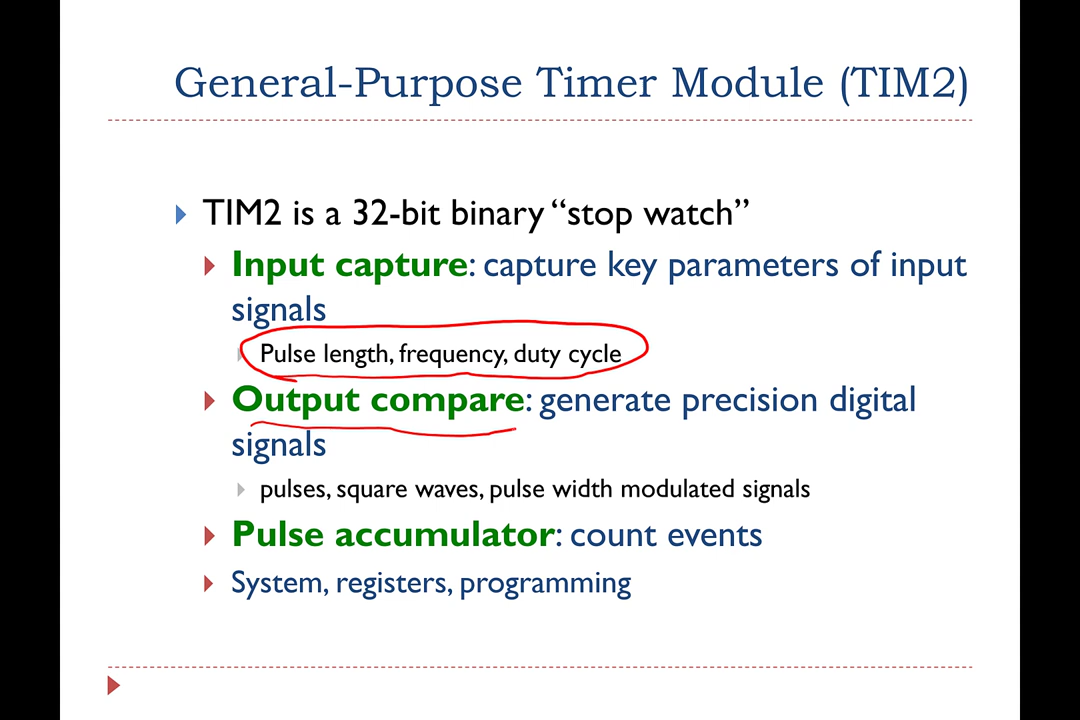 General-Purpose Timer Module (TIM2)
TIM2 is a 32-bit binary “stop watch”
Input capture: capture key parameters of input
signals
Pulse length, frequency, duty cycle
Output compare: generate precision digital
signals
pulses, square waves, pulse width modulated signals
Pulse accumulator: count events
System, registers, programming